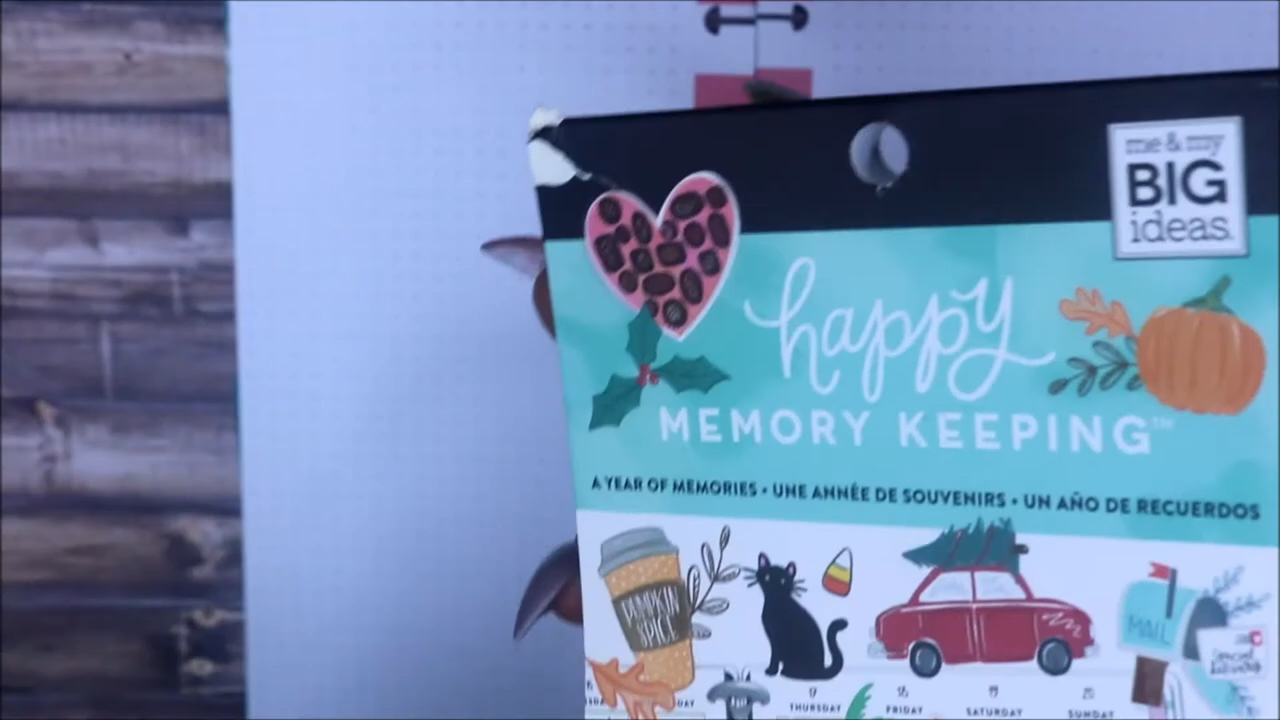 me & my
BIG
ideas.
happy
MEMORY KEEPING™
A YEAR OF MEMORIES • UNE ANNÉE DE SOUVENIRS • UN AÑO DE RECUERDOS
PUMPKIN
SPICE
MAIL
THURSDAY
FRIDAY
SATURDAY
SUNDAY